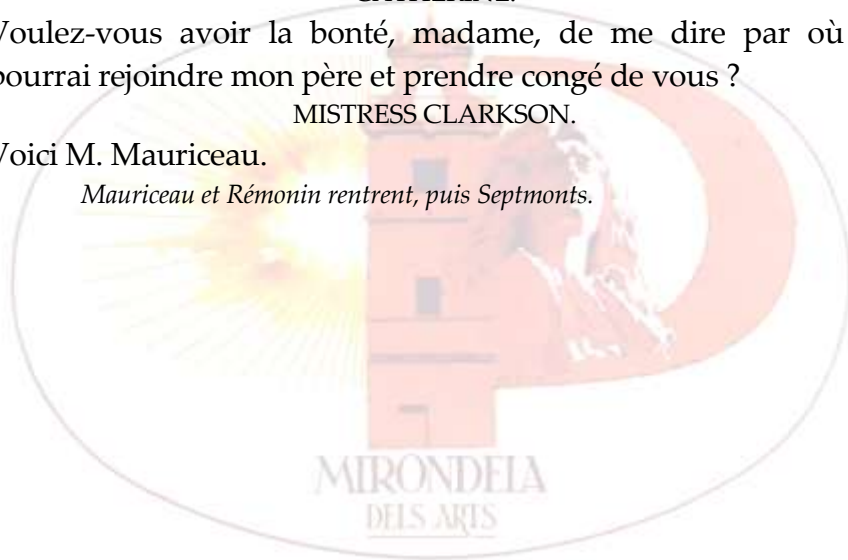 CATHERINE.
Voulez-vous avoir la bonté, madame, de me dire par où
pourrai rejoindre mon père et prendre congé de vous ?
MISTRESS CLARKSON.
Voici M. Mauriceau.
Mauriceau et Rémonin rentrent, puis Septmonts.
MIRONDELA
DELS ARTS